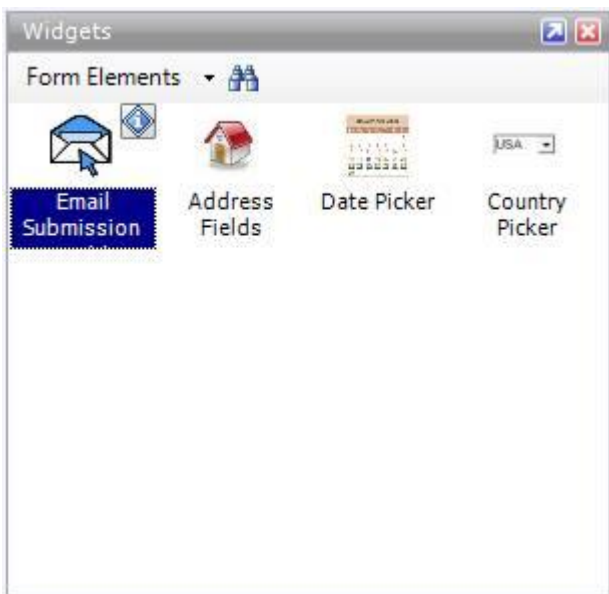 Widgets
Form Elements
Email
Submission
Address
Fields
Date Picker
USA
Country
Picker